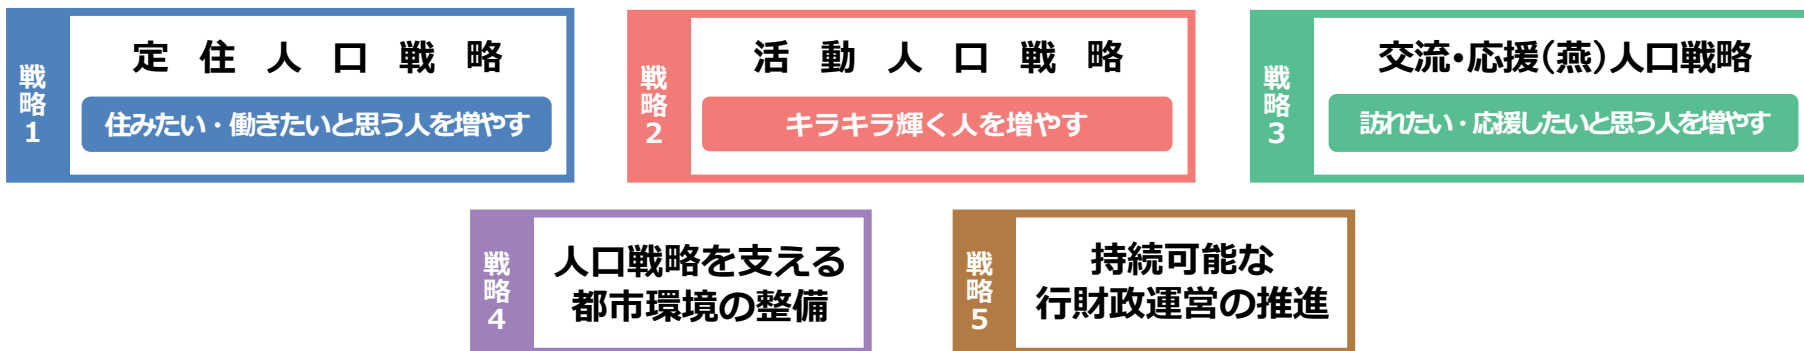 戦略1
定住人口戦略
住みたい・働きたいと思う人を増やす
戦略2
活動人口戦略
キラキラ輝く人を増やす
戦略3
交流・応援(燕)人口戦略
訪れたい・応援したいと思う人を増やす
戦略4
人口戦略を支える
都市環境の整備
戦略5
持続可能な
行財政運営の推進